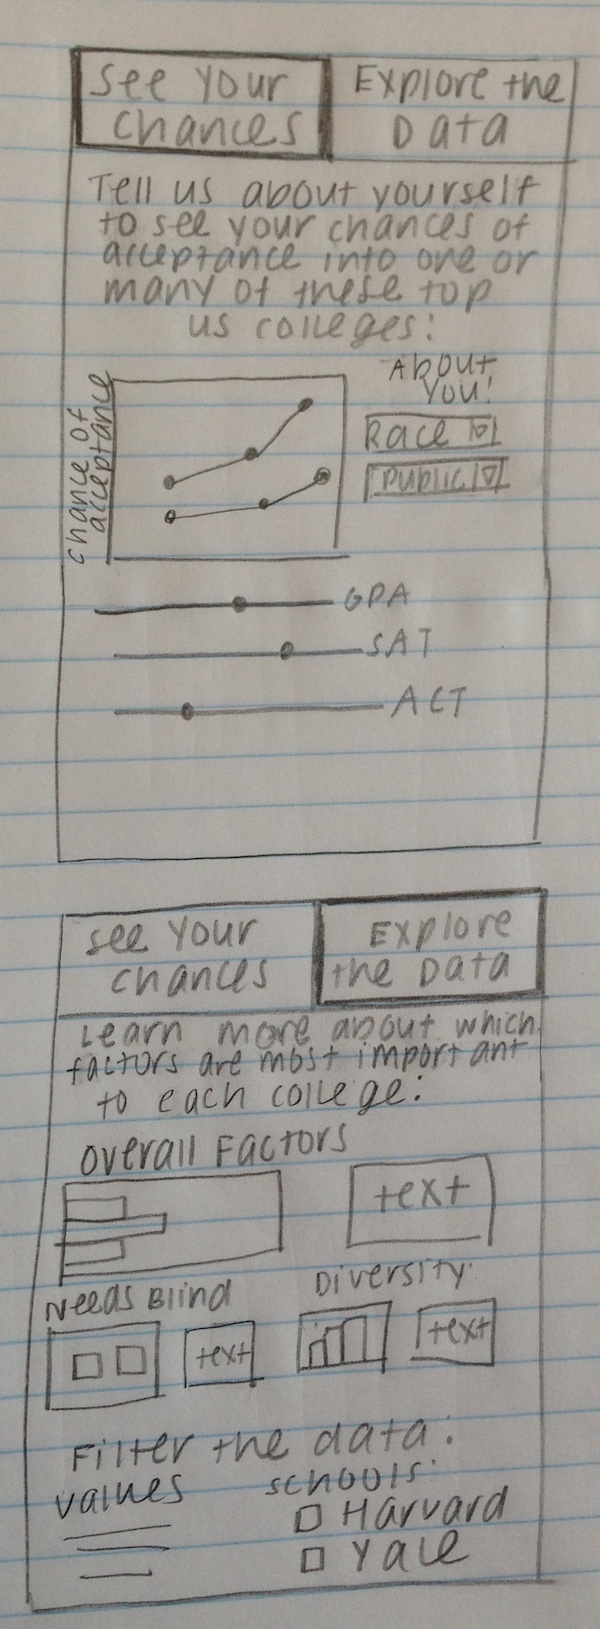 See Your
Chances
Explore the
Data
Tell us about yourself
to see your chances of
acceptance into one or
many of these top
us colleges:
Chance of
acceptance
About
You!
Race
Public
GPA
SAT
ACT
see Your
chances
Explore
the Data
Learn more about which
factors are most important
to each college:
Overall Factors
text
Needs Blind
Diversity:
text
text
Filter the data:
values
schools:
Harvard
Yale